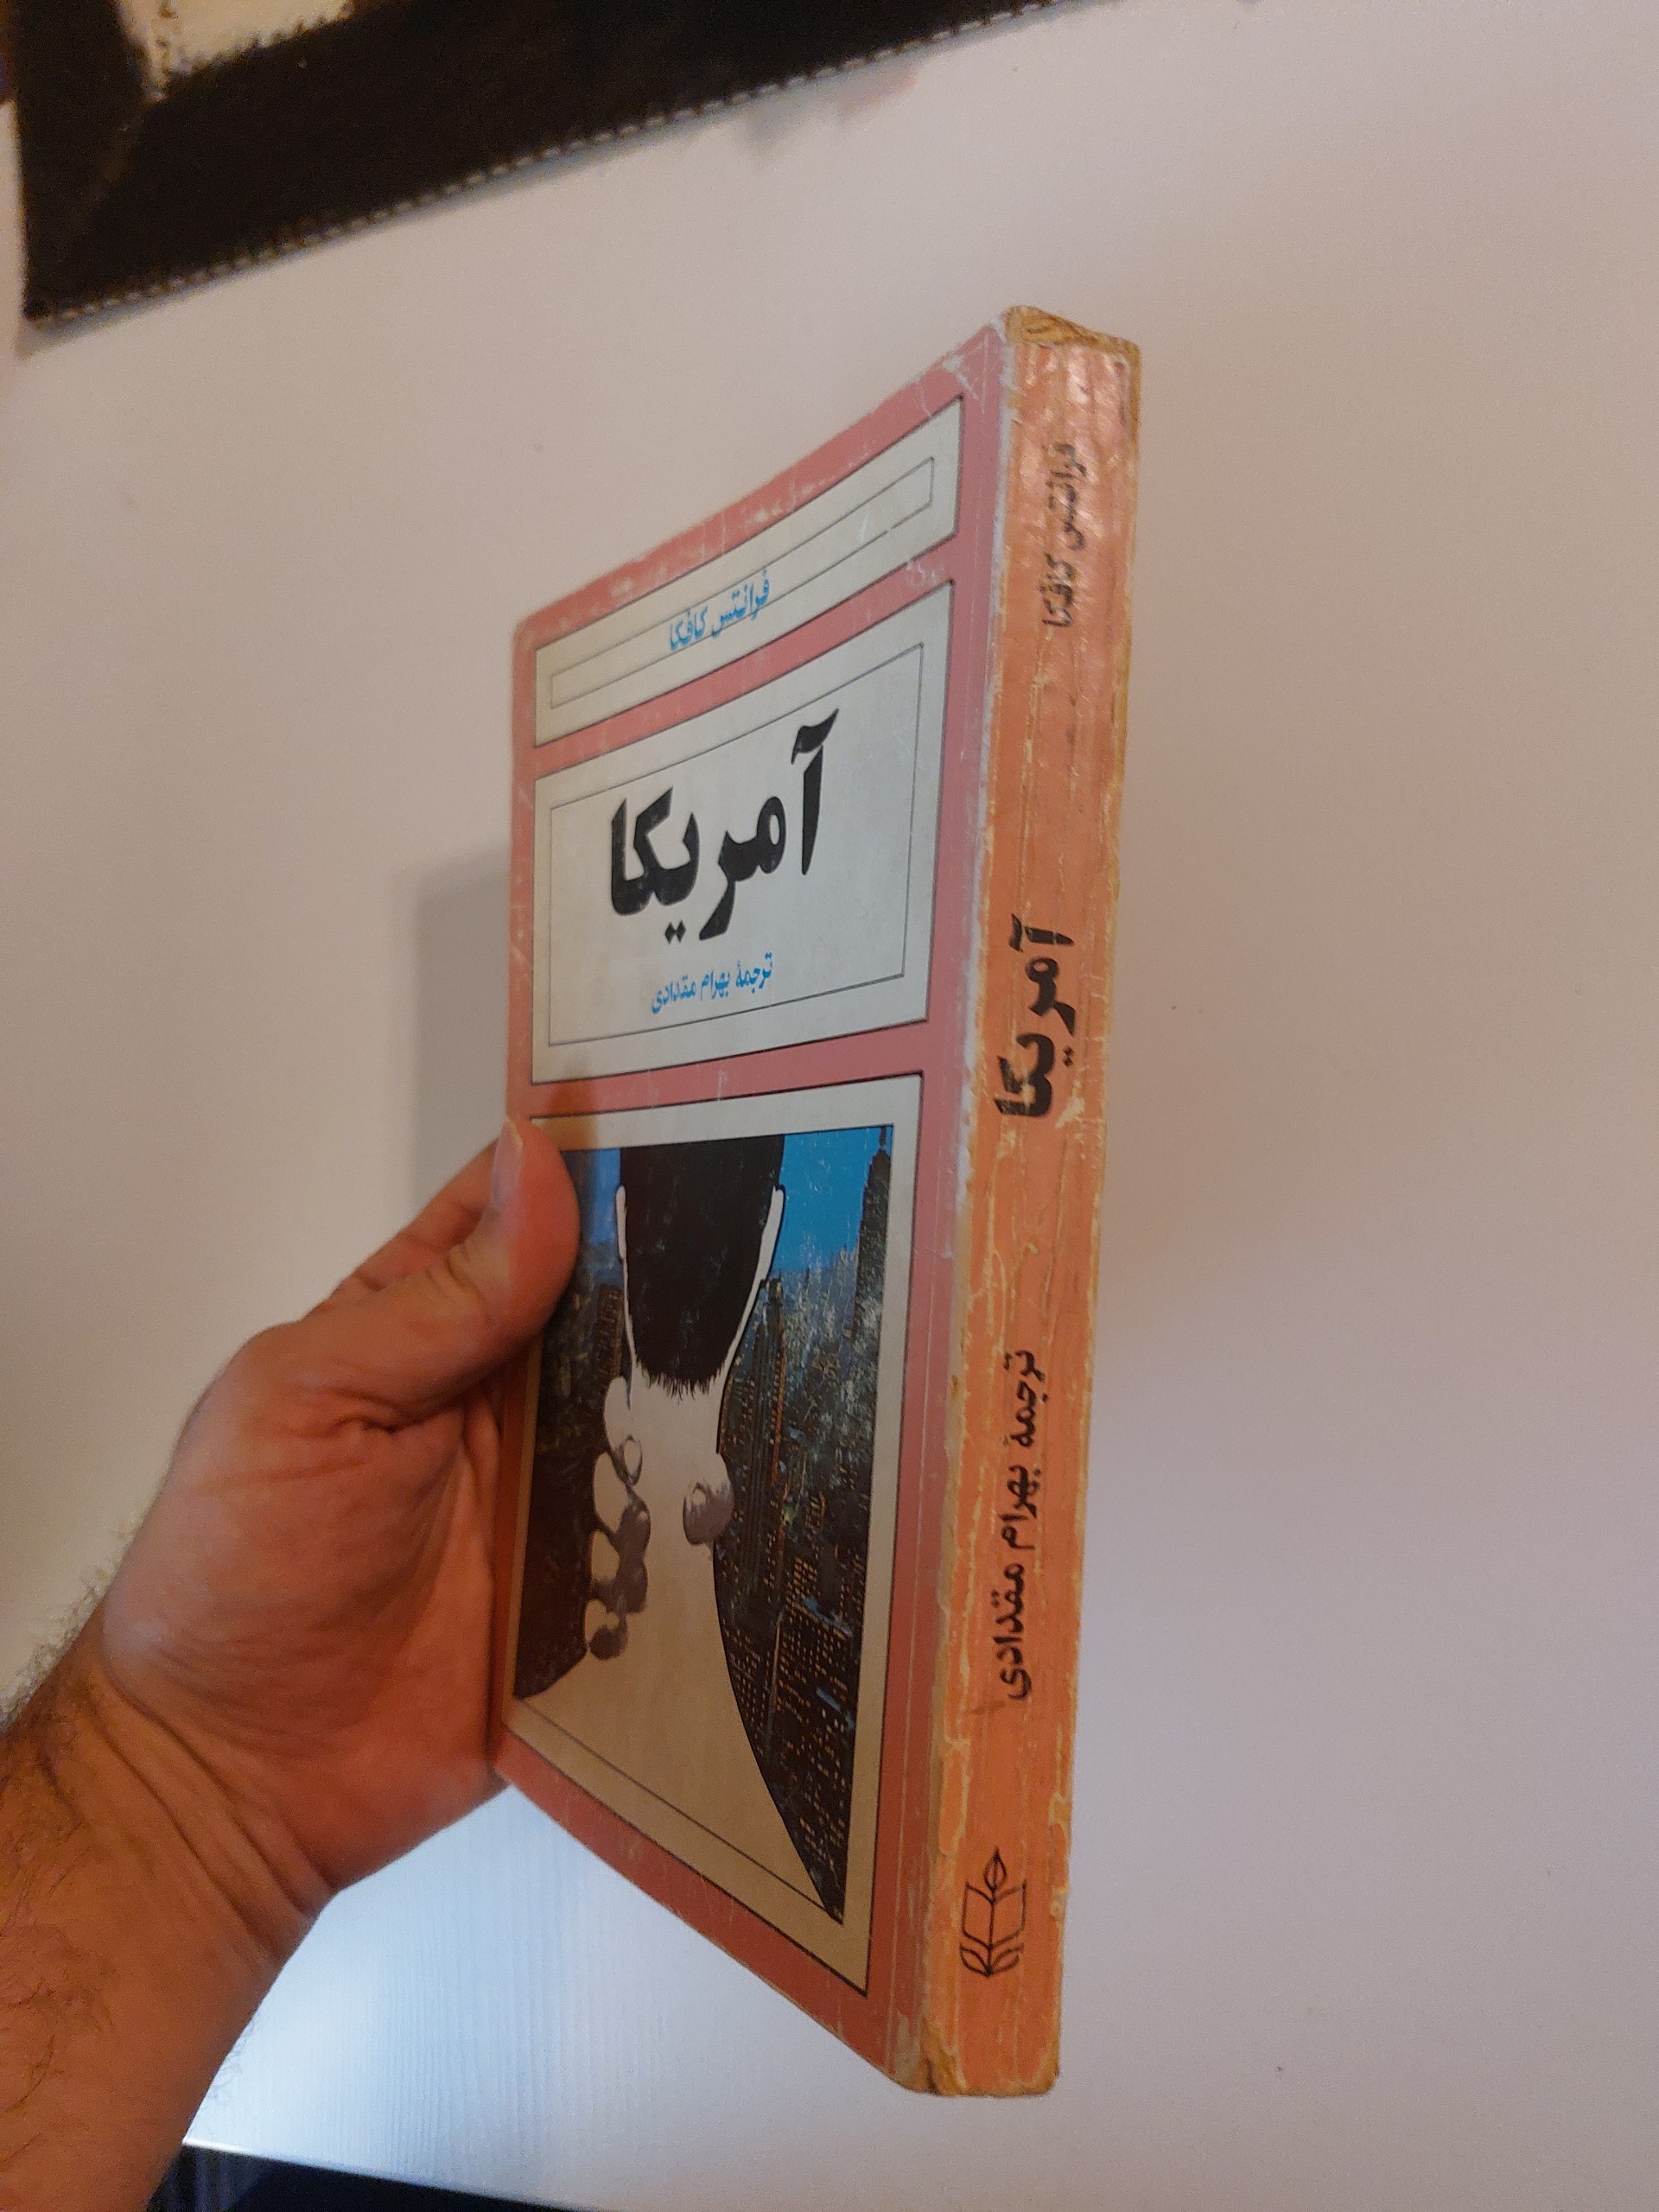 فرانتس کافکا
آمریکا
ترجمهٔ بهرام مقدادی
فرانتس کافکا
آمریکا
ترجمهٔ بهرام مقدادی